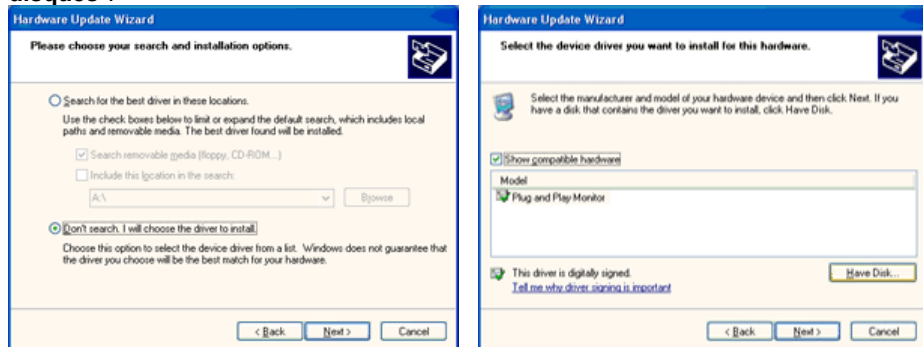 disques".
Hardware Update Wizard
Please choose your search and installation options.
Search for the best driver in these locations.
Use the check boxes below to limit or expand the default search, which includes local
paths and removable media. The best driver found will be installed.
Search removable media (floppy, CD-ROM...)
Include this location in the search:
A:\
Browse
Don't search. I will choose the driver to install.
Choose this option to select the device driver from a list. Windows does not guarantee that
the driver you choose will be the best match for your hardware.
< Back
Next >
Cancel
Hardware Update Wizard
Select the device driver you want to install for this hardware.
Select the manufacturer and model of your hardware device and then click Next. If you
have a disk that contains the driver you want to install, click Have Disk.
Show compatible hardware
Model
Plug and Play Monitor
This driver is digitally signed.
Tell me why driver signing is important
Have Disk...
< Back
Next >
Cancel